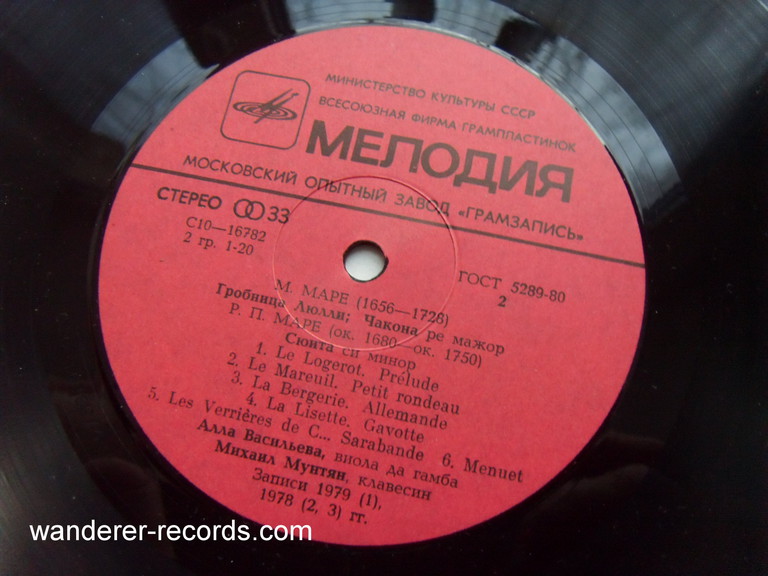 МИНИСТЕРСТВО КУЛЬТУРЫ СССР
ВСЕСОЮЗНАЯ ФИРМА ГРАМПЛАСТИНОК
МЕЛОДИЯ
МОСКОВСКИЙ ОПЫТНЫЙ ЗАВОД «ГРАМЗАПИСЬ»
СТЕРЕО 33
С10—16782
2 гр. 1-20
ГОСТ 5289-80
2
М. МАРЕ (1656—1728)
Гробница Люлли; Чакона ре мажор
Р. П. МАРЕ (ок. 1680—ок. 1750)
Сюита си минор
1. Le Logerot. Prélude
2. Le Mareuil. Petit rondeau
3. La Bergerie. Allemande
4. La Lisette. Gavotte
5. Les Verrières de C... Sarabande 6. Menuet
Алла Васильева, виола да гамба
Михаил Мунтян, клавесин
Записи 1979 (1),
1978 (2, 3) гг.
wanderer-records.com